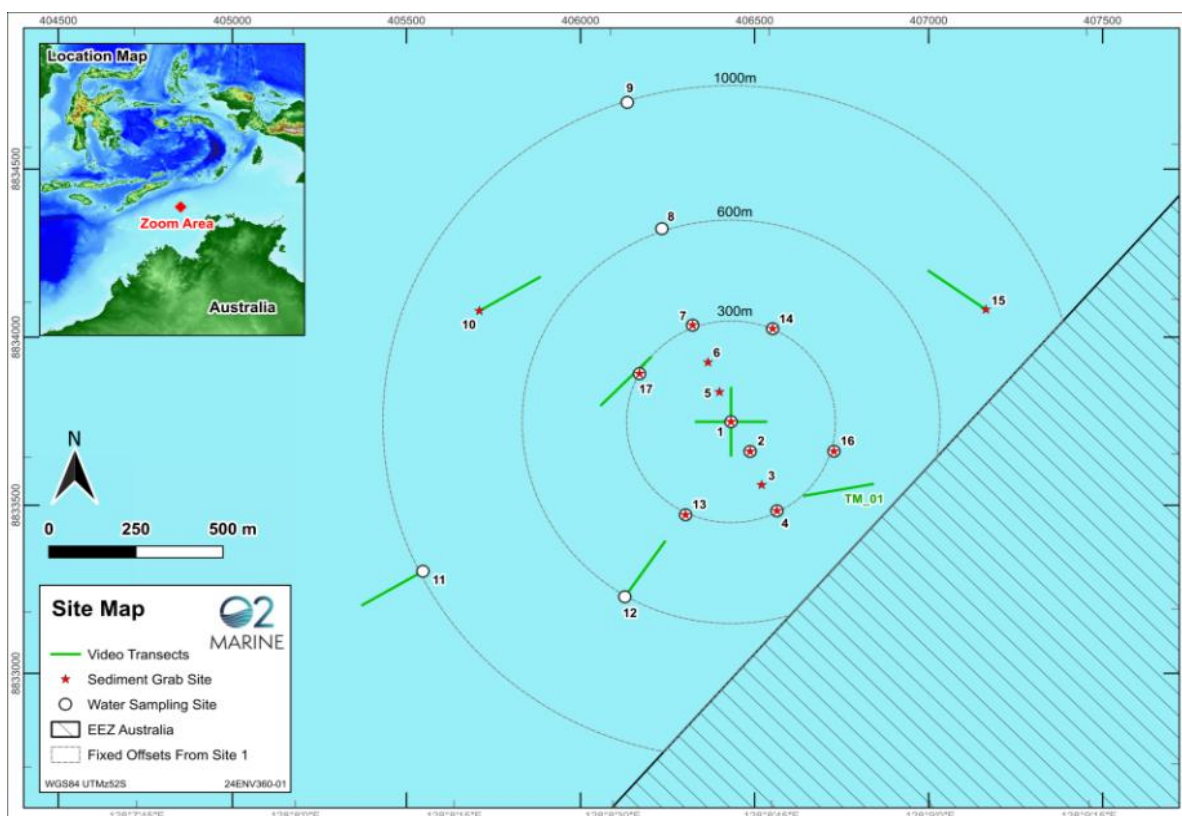 404500 405000 405500 406000 406500 407000 407500
Location Map
Zoom Area
Australia
1000m
9
8834500
600m
8
15
10
8834000
300m
7
14
6
17
5
1
2
16
3
TM_01
13
4
8833500
N
0 250 500 m
11
12
Site Map
O2
MARINE
Video Transects
Sediment Grab Site
Water Sampling Site
EEZ Australia
Fixed Offsets From Site 1
WGS84 UTMz52S 24ENV360-01
8833000